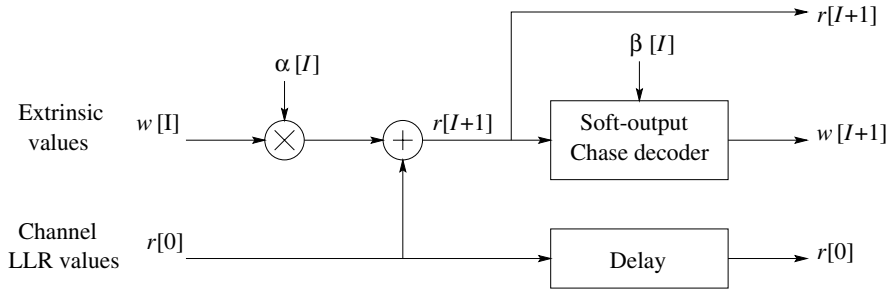 r[I+1]
β [I]
α [I]
Extrinsic
values
w [I]
×
+
r[I+1]
Soft-output
Chase decoder
w [I+1]
Channel
LLR values
r[0]
Delay
r[0]